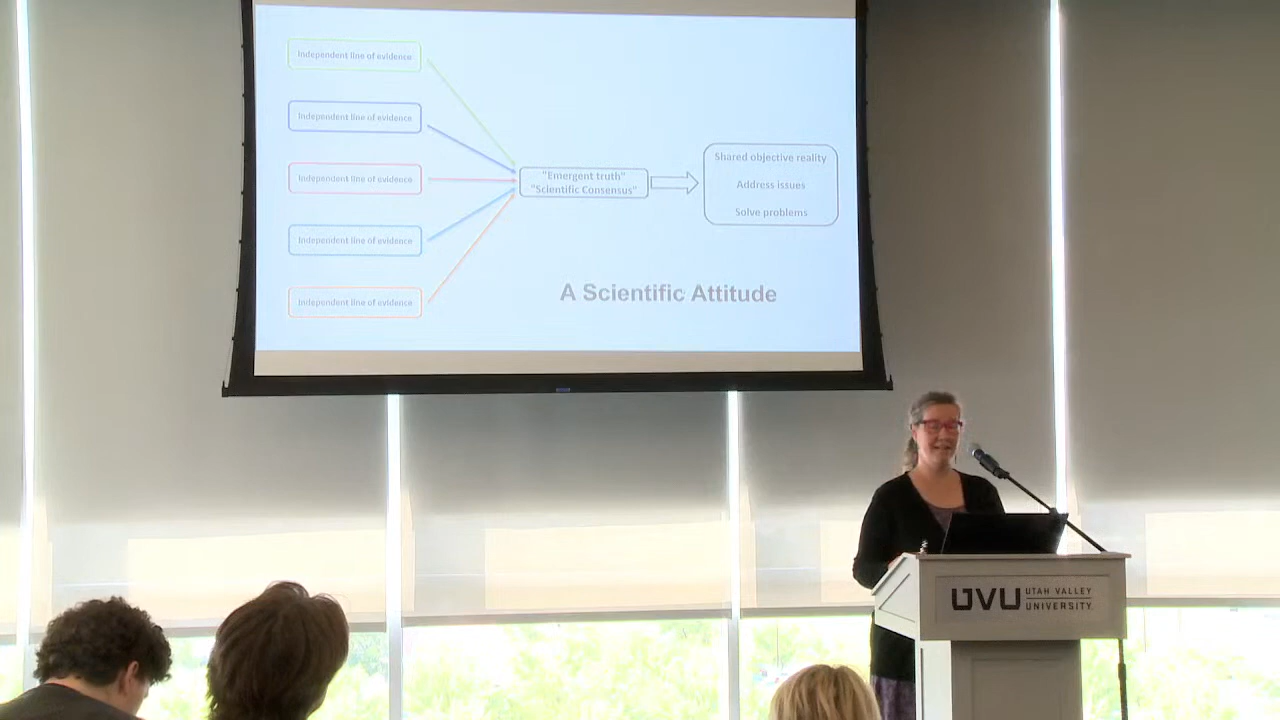 Independent line of evidence
Independent line of evidence
Independent line of evidence
Independent line of evidence
Independent line of evidence
"Emergent truth"
"Scientific Consensus"
Shared objective reality
Address issues
Solve problems
A Scientific Attitude
UVU UTAH VALLEY
UNIVERSITY